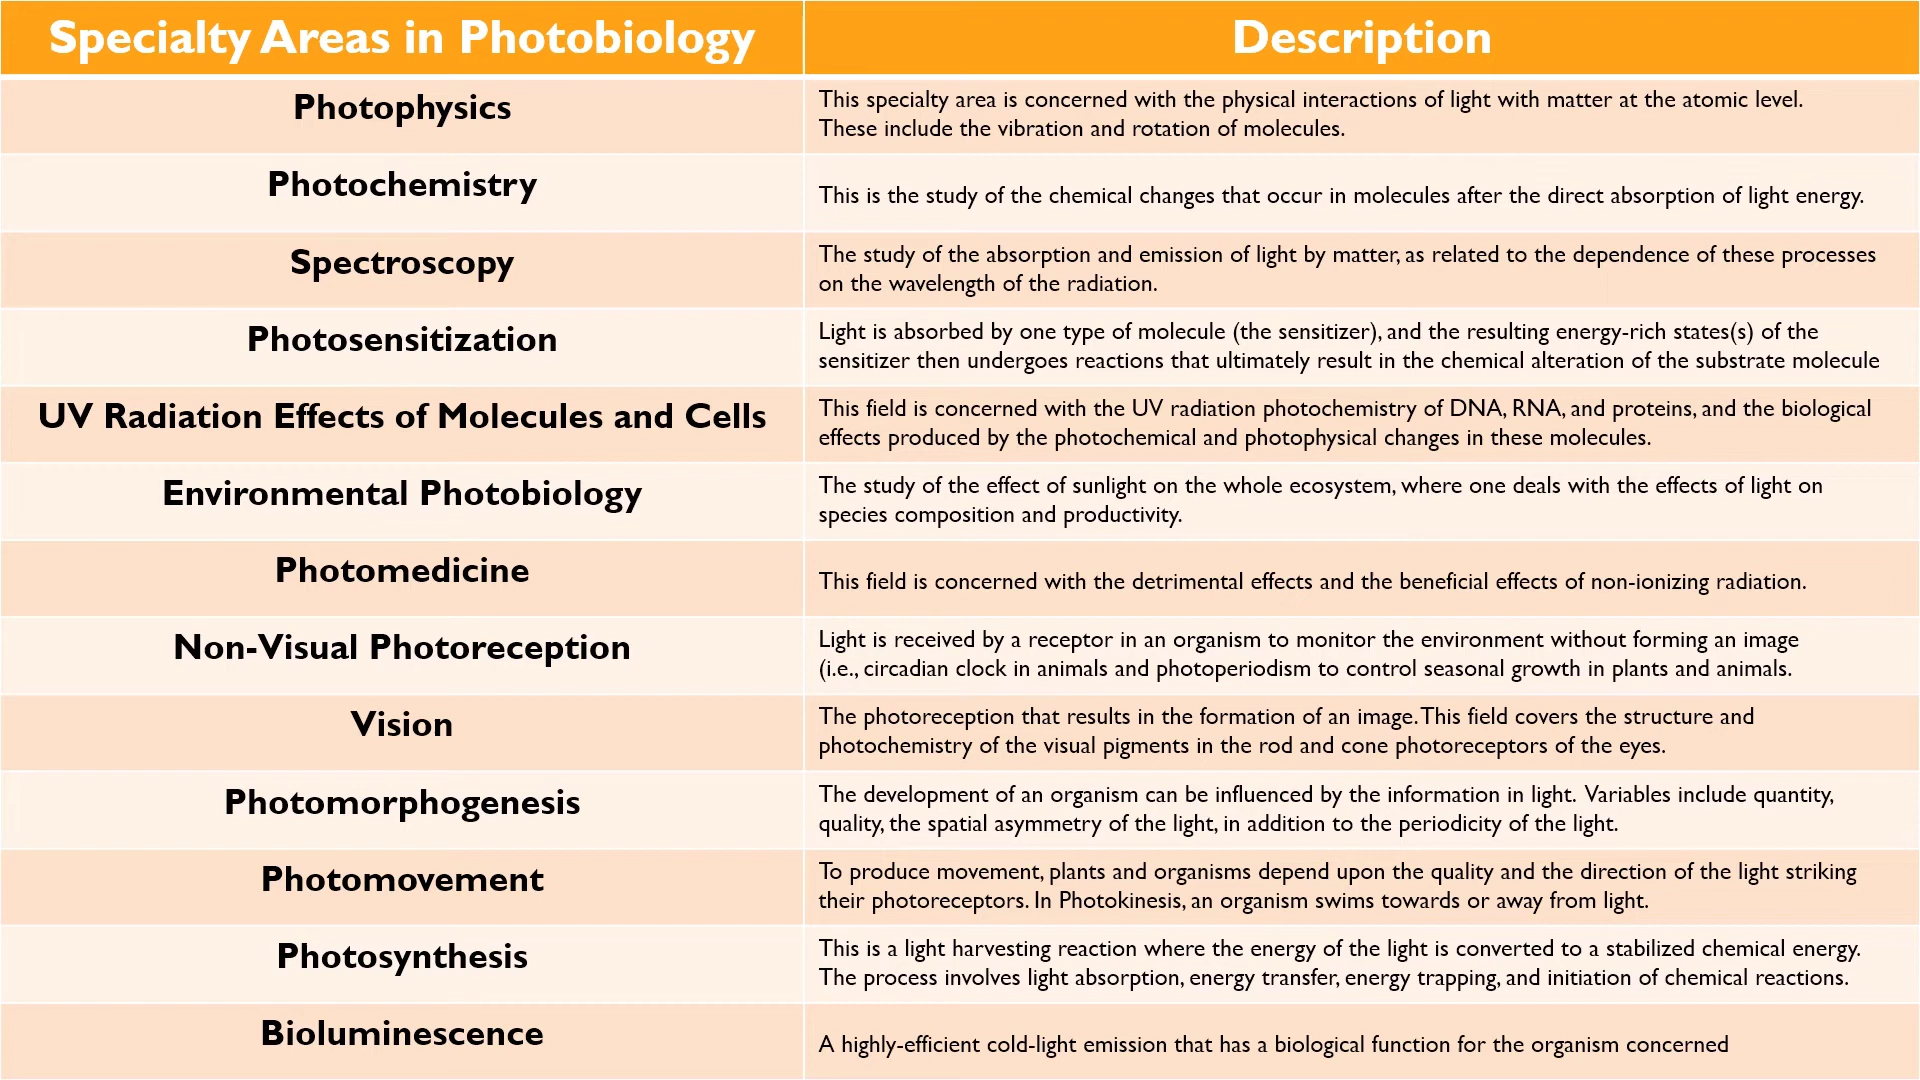 Specialty Areas in Photobiology
Description
Photophysics
This specialty area is concerned with the physical interactions of light with matter at the atomic level.
These include the vibration and rotation of molecules.
Photochemistry
This is the study of the chemical changes that occur in molecules after the direct absorption of light energy.
Spectroscopy
The study of the absorption and emission of light by matter, as related to the dependence of these processes
on the wavelength of the radiation.
Photosensitization
Light is absorbed by one type of molecule (the sensitizer), and the resulting energy-rich states(s) of the
sensitizer then undergoes reactions that ultimately result in the chemical alteration of the substrate molecule
UV Radiation Effects of Molecules and Cells
This field is concerned with the UV radiation photochemistry of DNA, RNA, and proteins, and the biological
effects produced by the photochemical and photophysical changes in these molecules.
Environmental Photobiology
The study of the effect of sunlight on the whole ecosystem, where one deals with the effects of light on
species composition and productivity.
Photomedicine
This field is concerned with the detrimental effects and the beneficial effects of non-ionizing radiation.
Non-Visual Photoreception
Light is received by a receptor in an organism to monitor the environment without forming an image
(i.e., circadian clock in animals and photoperiodism to control seasonal growth in plants and animals.
Vision
The photoreception that results in the formation of an image. This field covers the structure and
photochemistry of the visual pigments in the rod and cone photoreceptors of the eyes.
Photomorphogenesis
The development of an organism can be influenced by the information in light. Variables include quantity,
quality, the spatial asymmetry of the light, in addition to the periodicity of the light.
Photomovement
To produce movement, plants and organisms depend upon the quality and the direction of the light striking
their photoreceptors. In Photokinesis, an organism swims towards or away from light.
Photosynthesis
This is a light harvesting reaction where the energy of the light is converted to a stabilized chemical energy.
The process involves light absorption, energy transfer, energy trapping, and initiation of chemical reactions.
Bioluminescence
A highly-efficient cold-light emission that has a biological function for the organism concerned